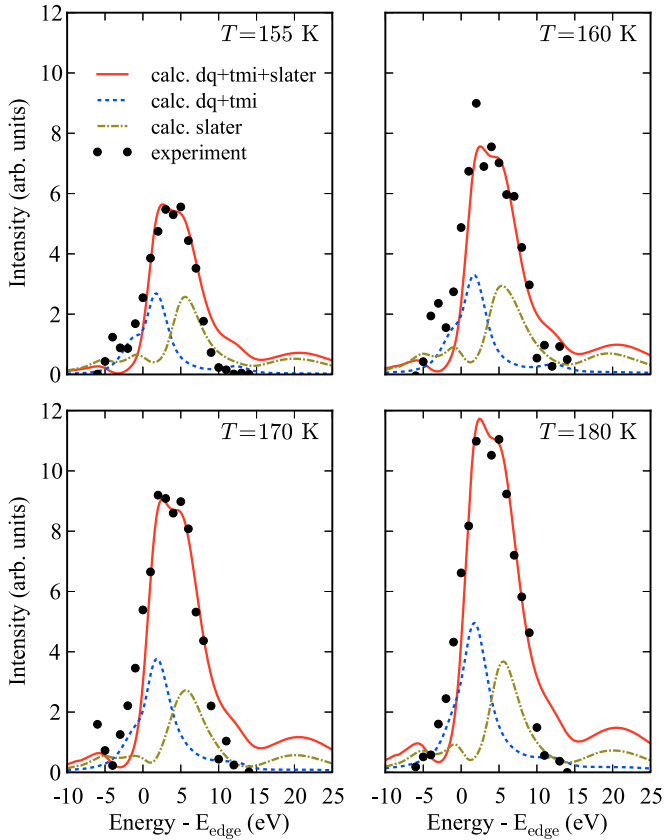 12
10
8
6
4
2
0
Intensity (arb. units)
T=155 K
calc. dq+tmi+slater
calc. dq+tmi
calc. slater
experiment
T=160 K
12
10
8
6
4
2
0
Intensity (arb. units)
T=170 K
-10 -5 0 5 10 15 20 25
Energy - E_edge (eV)
T=180 K
-10 -5 0 5 10 15 20 25
Energy - E_edge (eV)